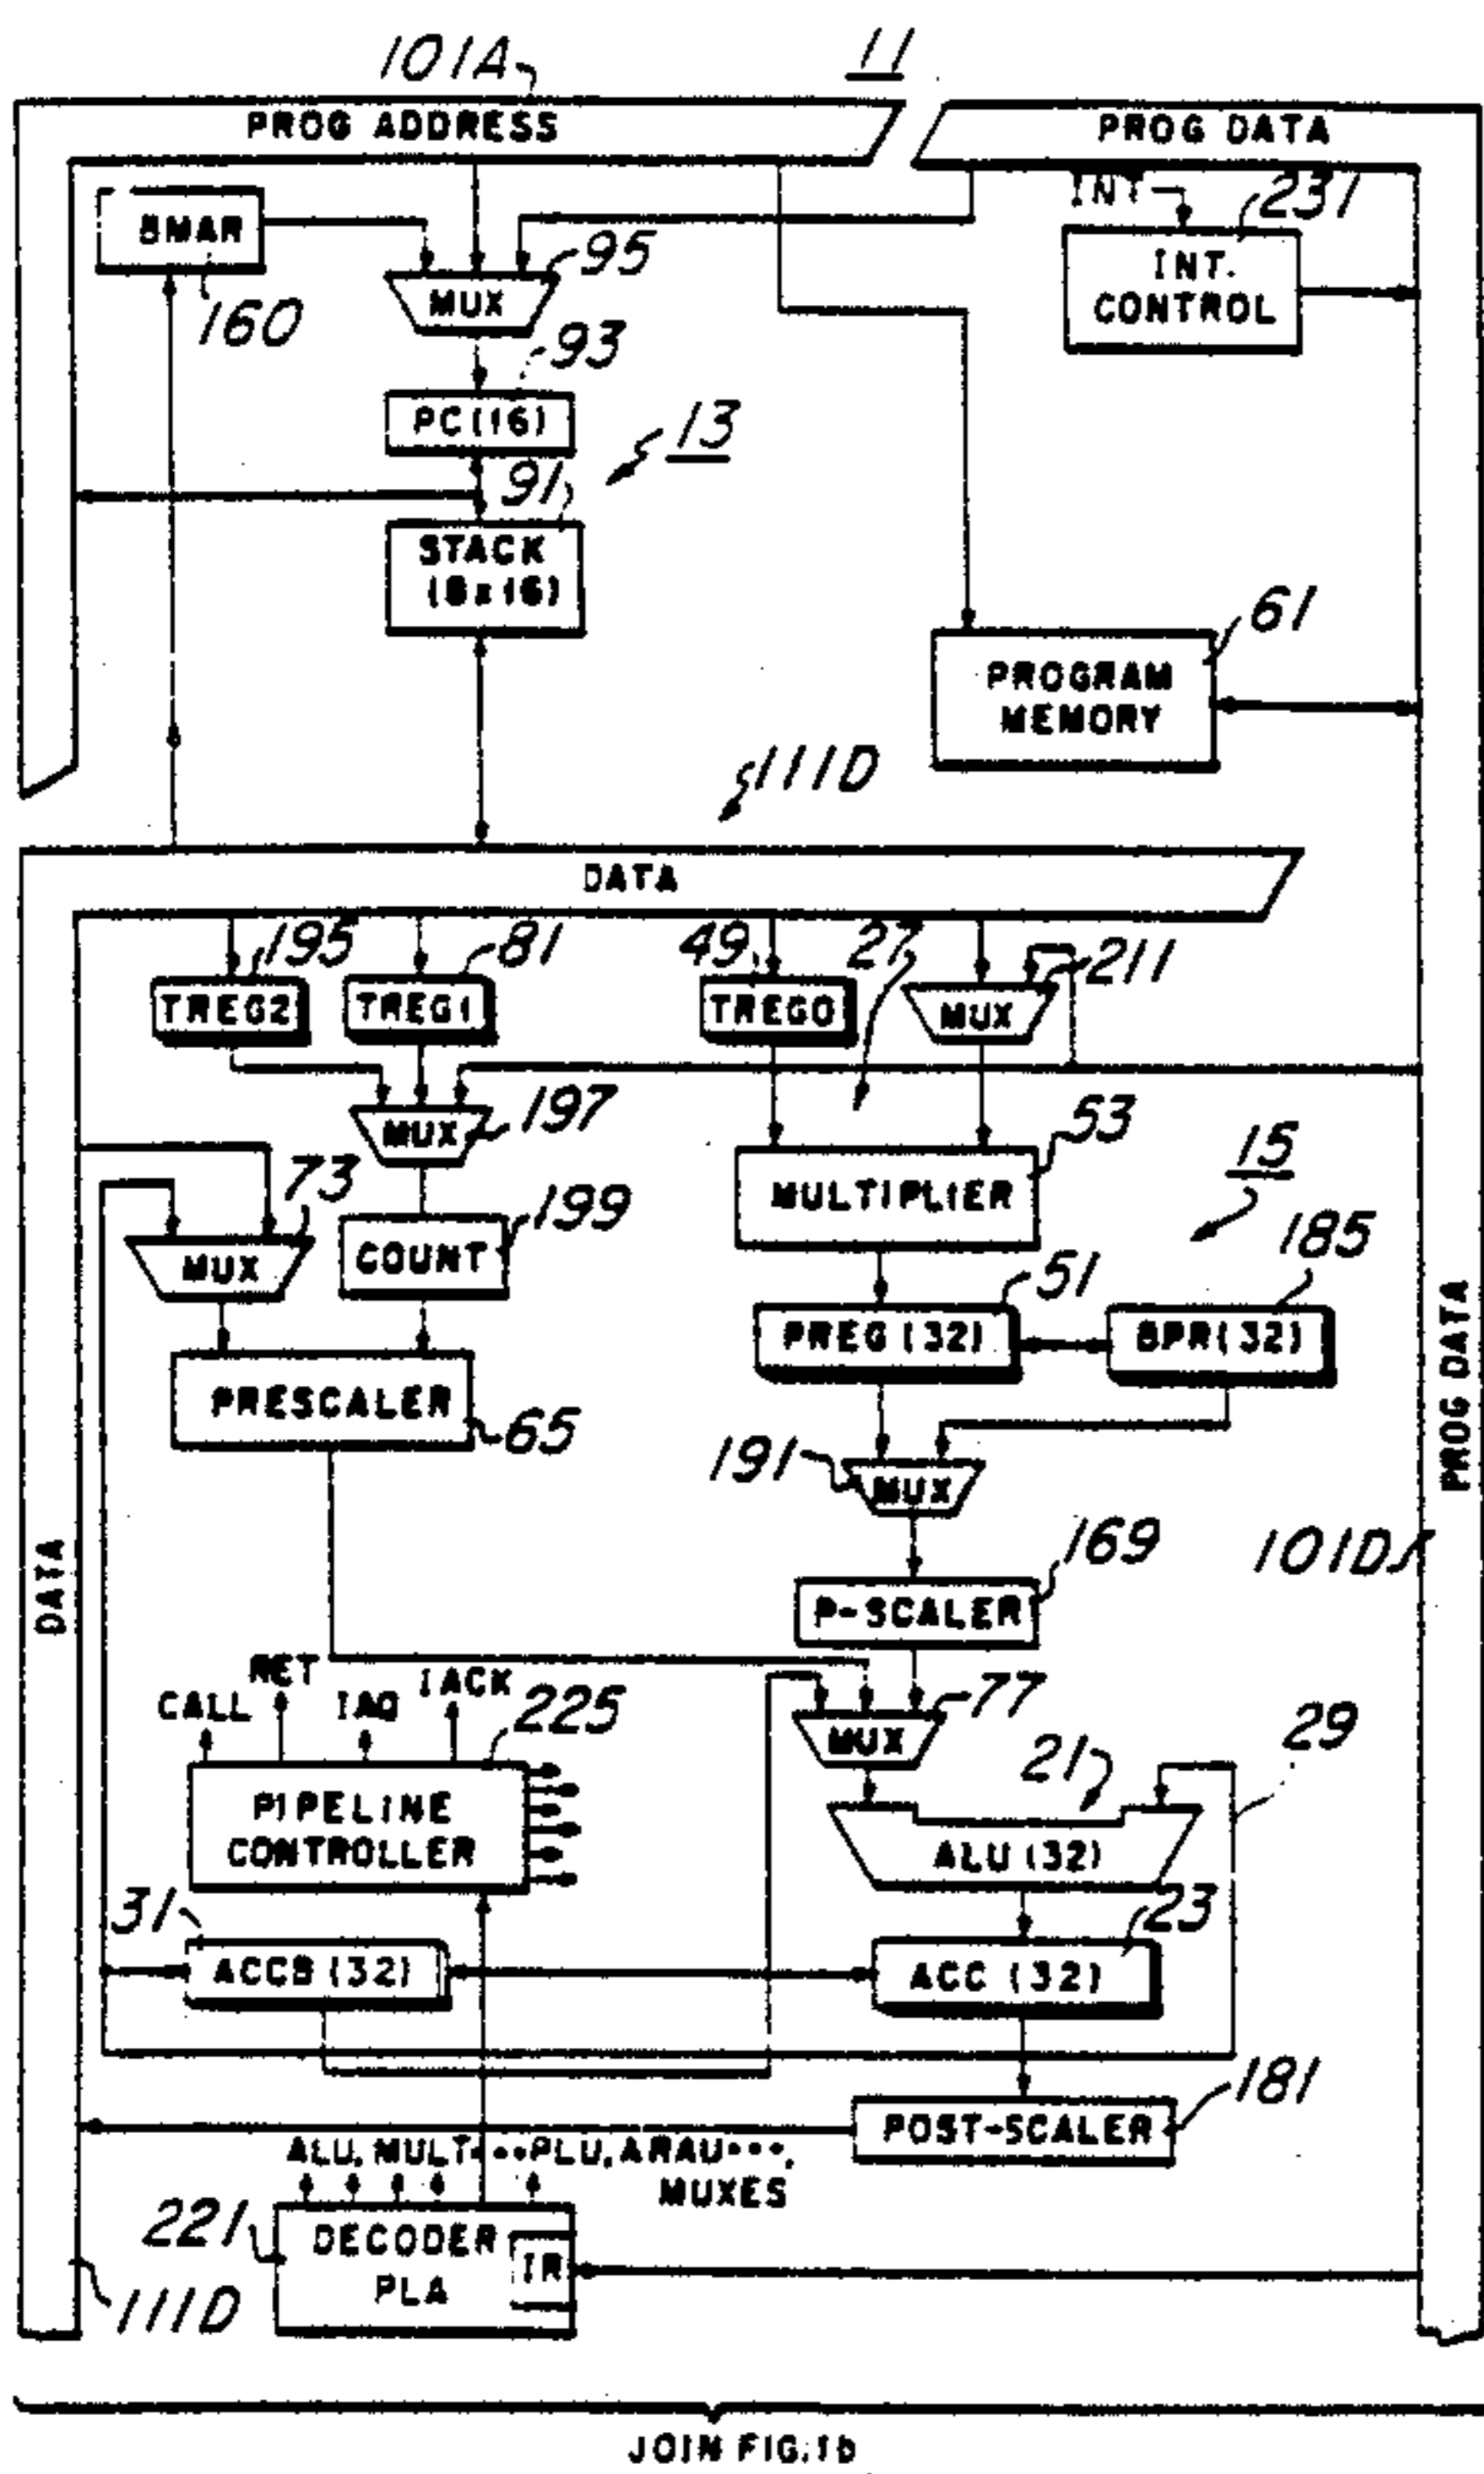 101A
11
PROG ADDRESS
PROG DATA
INT
231
BMAR
95
INT.
CONTROL
MUX
160
93
PC(16)
13
91
STACK
(8x16)
61
PROGRAM
MEMORY
111D
DATA
195
81
49
27
211
TREG2
TREG1
TREG0
MUX
197
MUX
53
73
15
MULTIPLIER
199
185
MUX
COUNT
51
PREG (32)
BPR(32)
PRESCALER
65
PROG DATA
191
MUX
169
101D
P-SCALER
DATA
RET
IACK
CALL
IAQ
225
77
MUX
29
21
PIPELINE
CONTROLLER
ALU (32)
31
23
ACCB (32)
ACC (32)
181
POST-SCALER
ALU, MULT•••PLU, ARAU•••,
MUXES
221
DECODER
PLA
IR
111D
JOIN FIG.1b